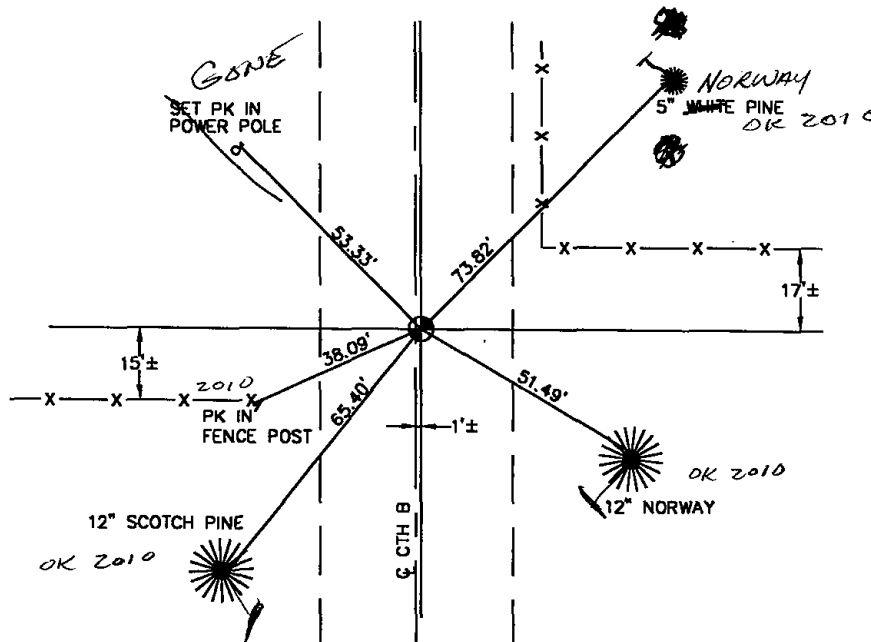 GONE
SET PK IN
POWER POLE
NORWAY
5" WHITE PINE
OK 2010
53.33'
73.82'
X
X
X
X X X X
17'±
15'±
38.09'
2010
X X X X
PK IN
FENCE POST
65.40'
51.49'
1'±
OK 2010
12" NORWAY
12" SCOTCH PINE
OK 2010
℄ CTH B